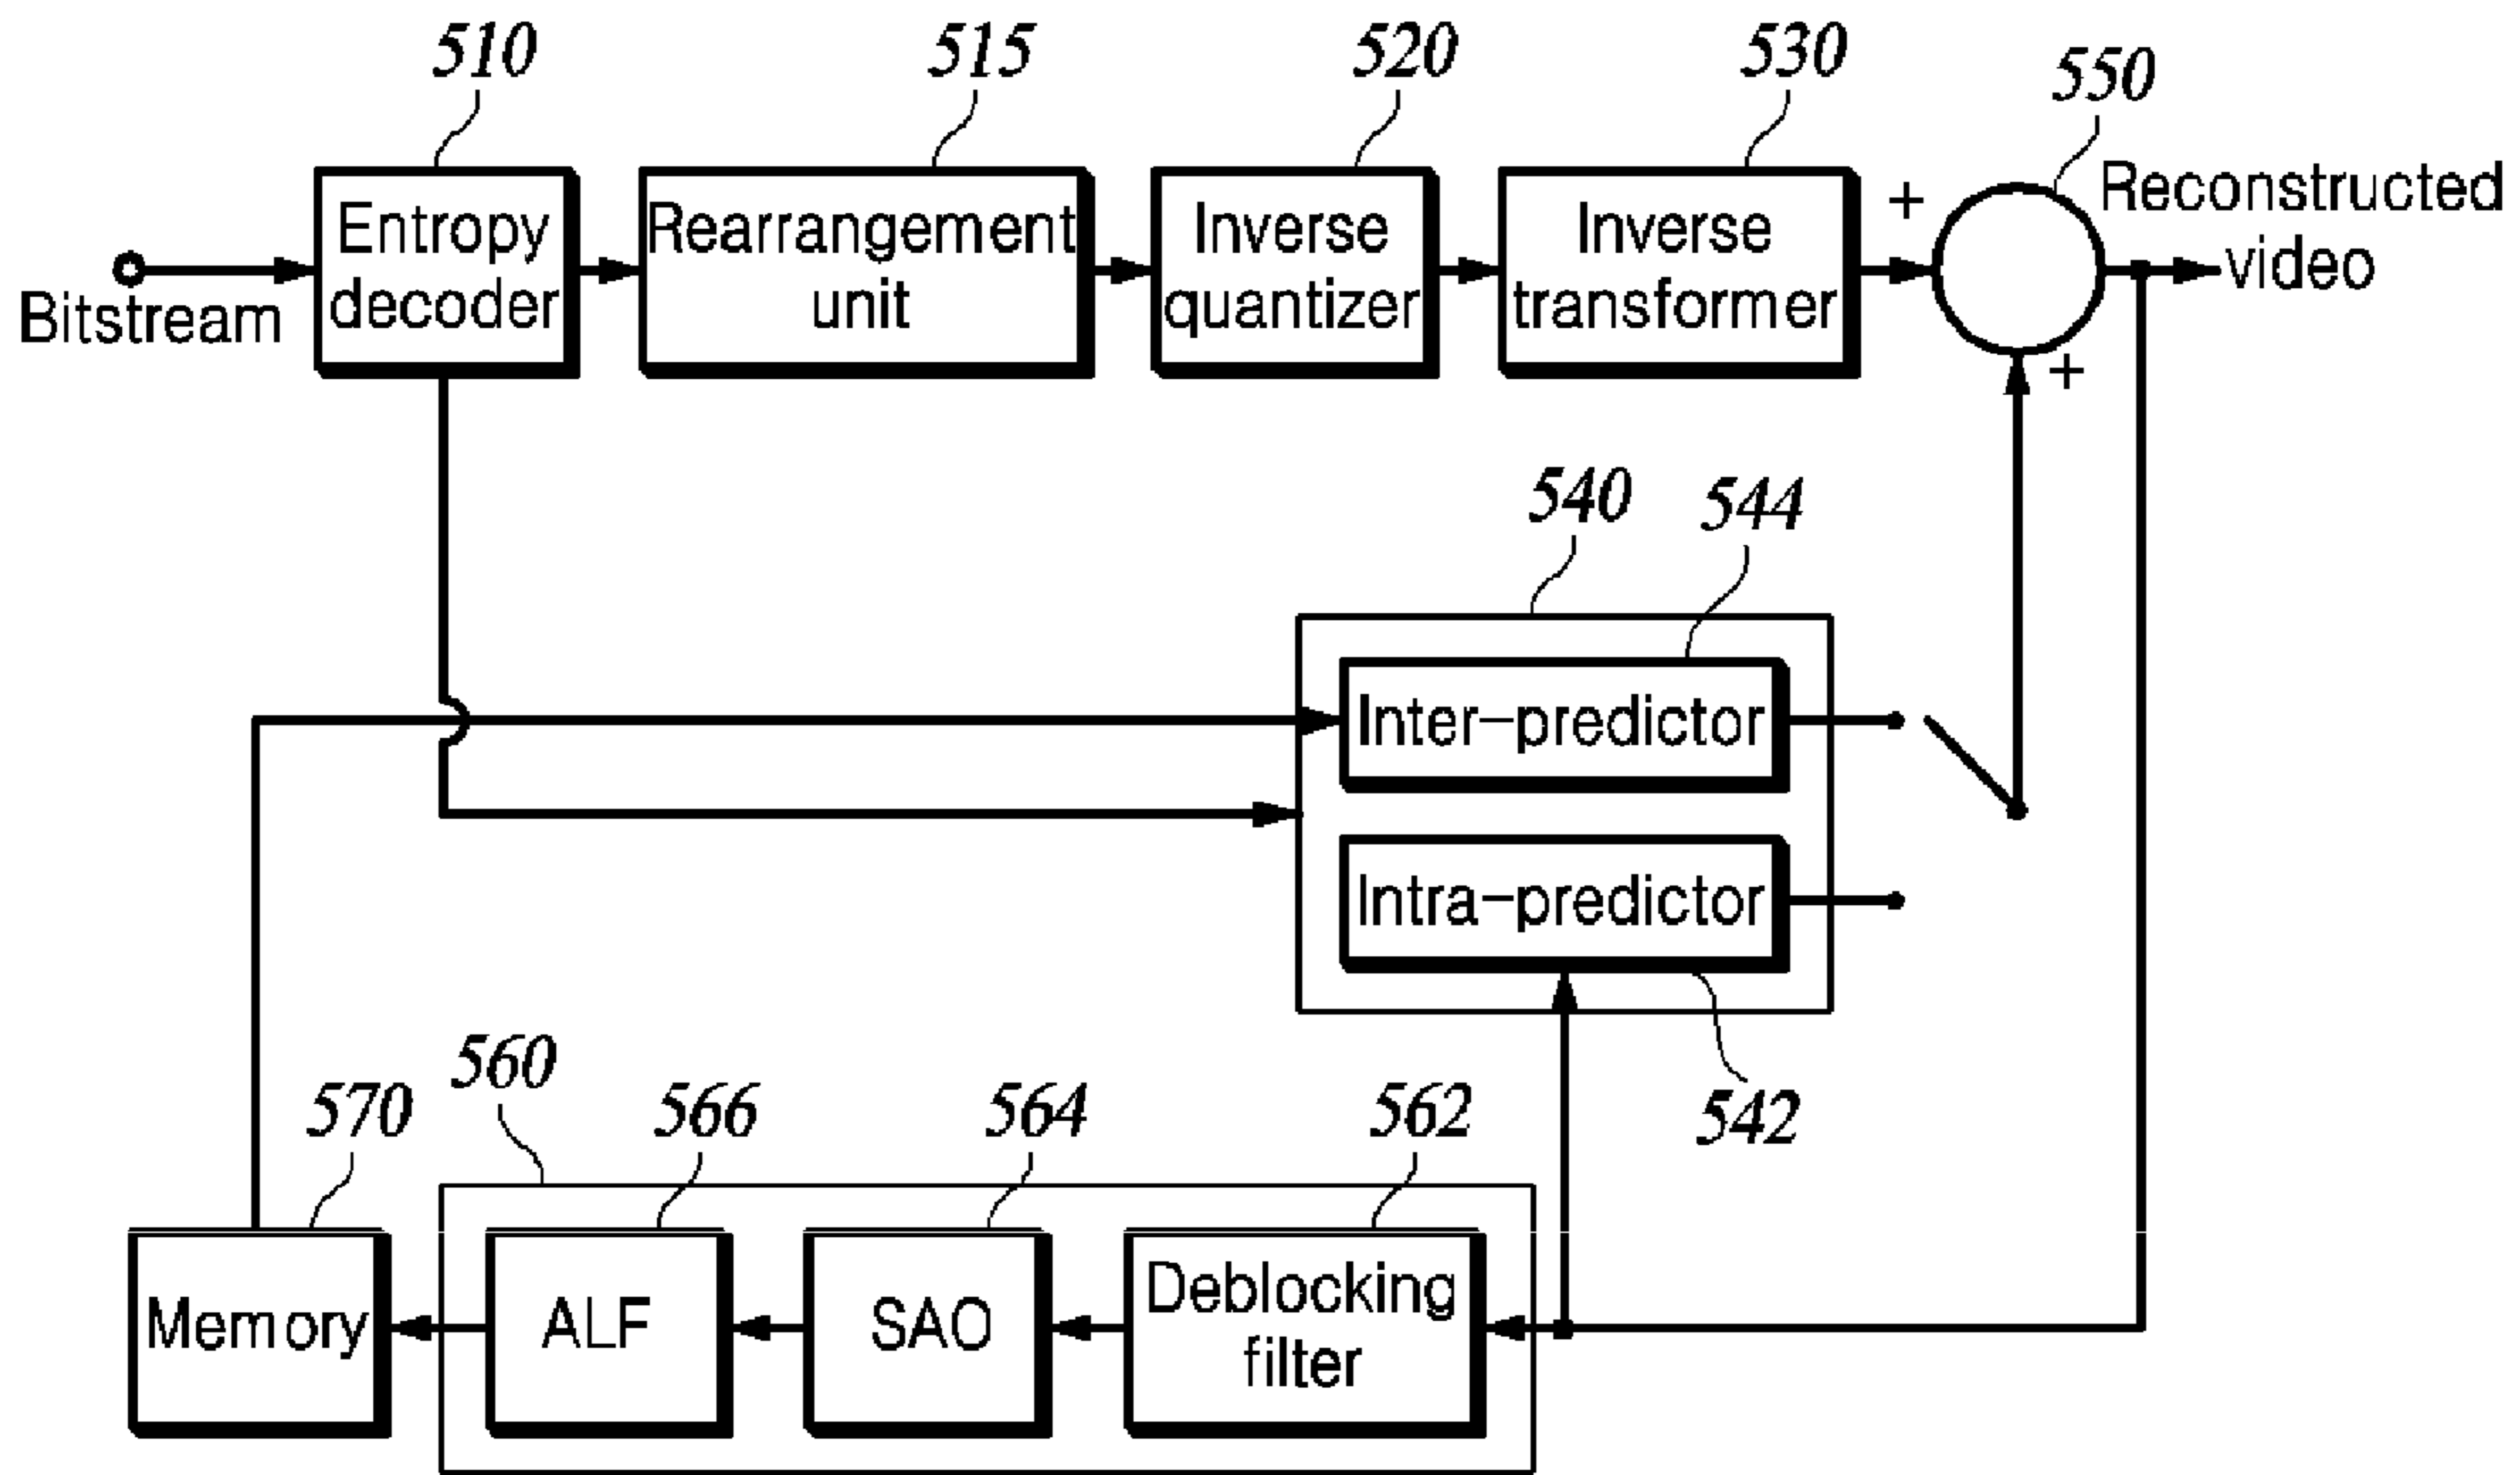 510
515
520
530
550
Entropy
decoder
Rearrangement
unit
Inverse
quantizer
Inverse
transformer
+
Reconstructed
video
Bitstream
+
540
544
Inter-predictor
Intra-predictor
542
560
570
566
564
562
Memory
ALF
SAO
Deblocking
filter